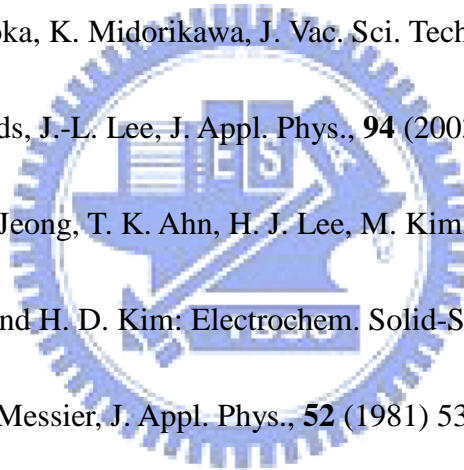 oka, K. Midorikawa, J. Vac. Sci. Tech
ds, J.-L. Lee, J. Appl. Phys., 94 (200
Jeong, T. K. Ahn, H. J. Lee, M. Kim
nd H. D. Kim: Electrochem. Solid-S
Messier, J. Appl. Phys., 52 (1981) 53
E S A
1896